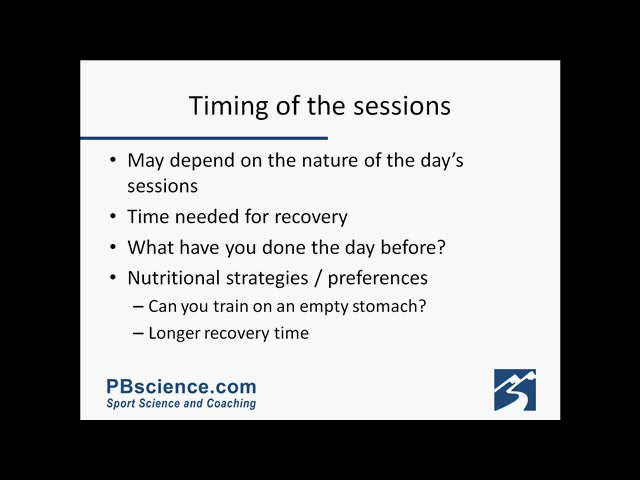 Timing of the sessions
• May depend on the nature of the day's
sessions
• Time needed for recovery
• What have you done the day before?
• Nutritional strategies / preferences
– Can you train on an empty stomach?
– Longer recovery time
PBscience.com
Sport Science and Coaching